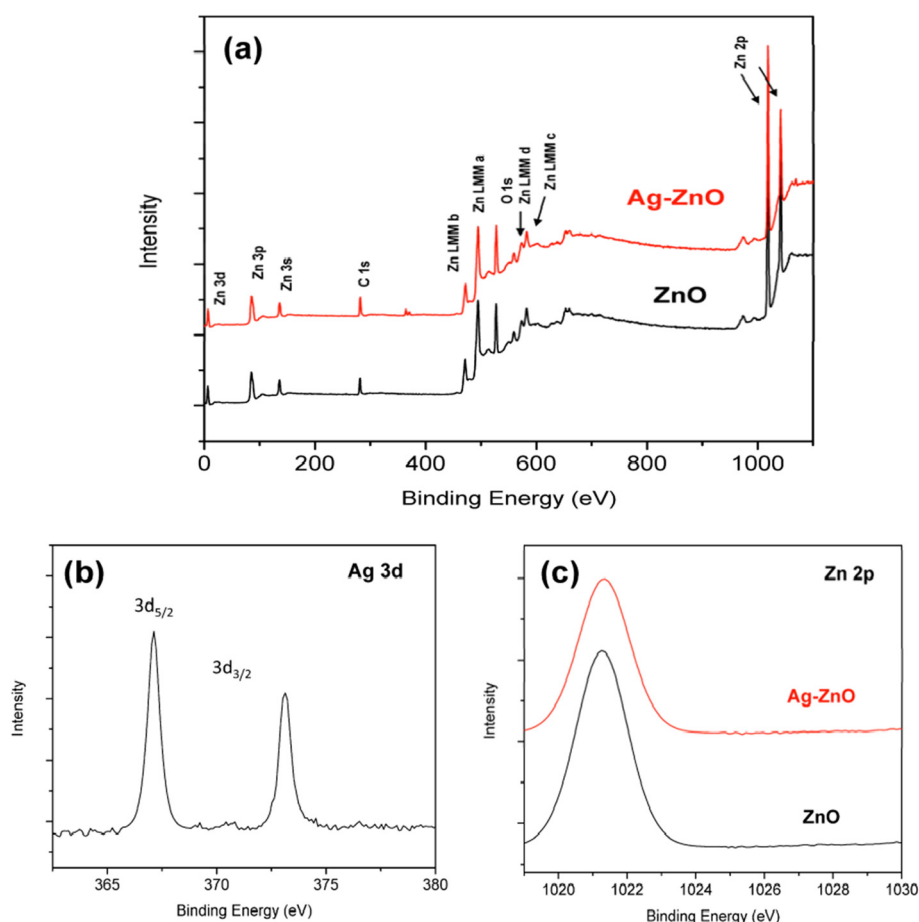 (a)
Zn 2p
Zn LMM a
O 1s
Zn LMM d
Zn LMM c
Zn LMM b
Zn 3d
Zn 3p
Zn 3s
C 1s
Ag-ZnO
ZnO
Intensity
0 200 400 600 800 1000
Binding Energy (eV)
(b)
Ag 3d
3d5/2
3d3/2
Intensity
365 370 375 380
Binding Energy (eV)
(c)
Zn 2p
Ag-ZnO
ZnO
Intensity
1020 1022 1024 1026 1028 1030
Binding Energy (eV)